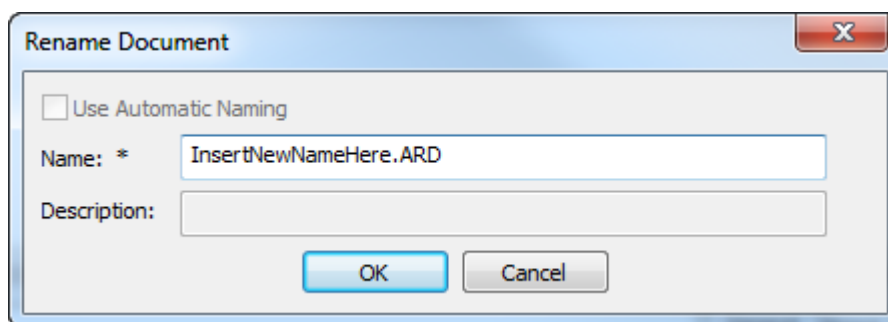 Rename Document
Use Automatic Naming
Name: * InsertNewNameHere.ARD
Description:
OK Cancel